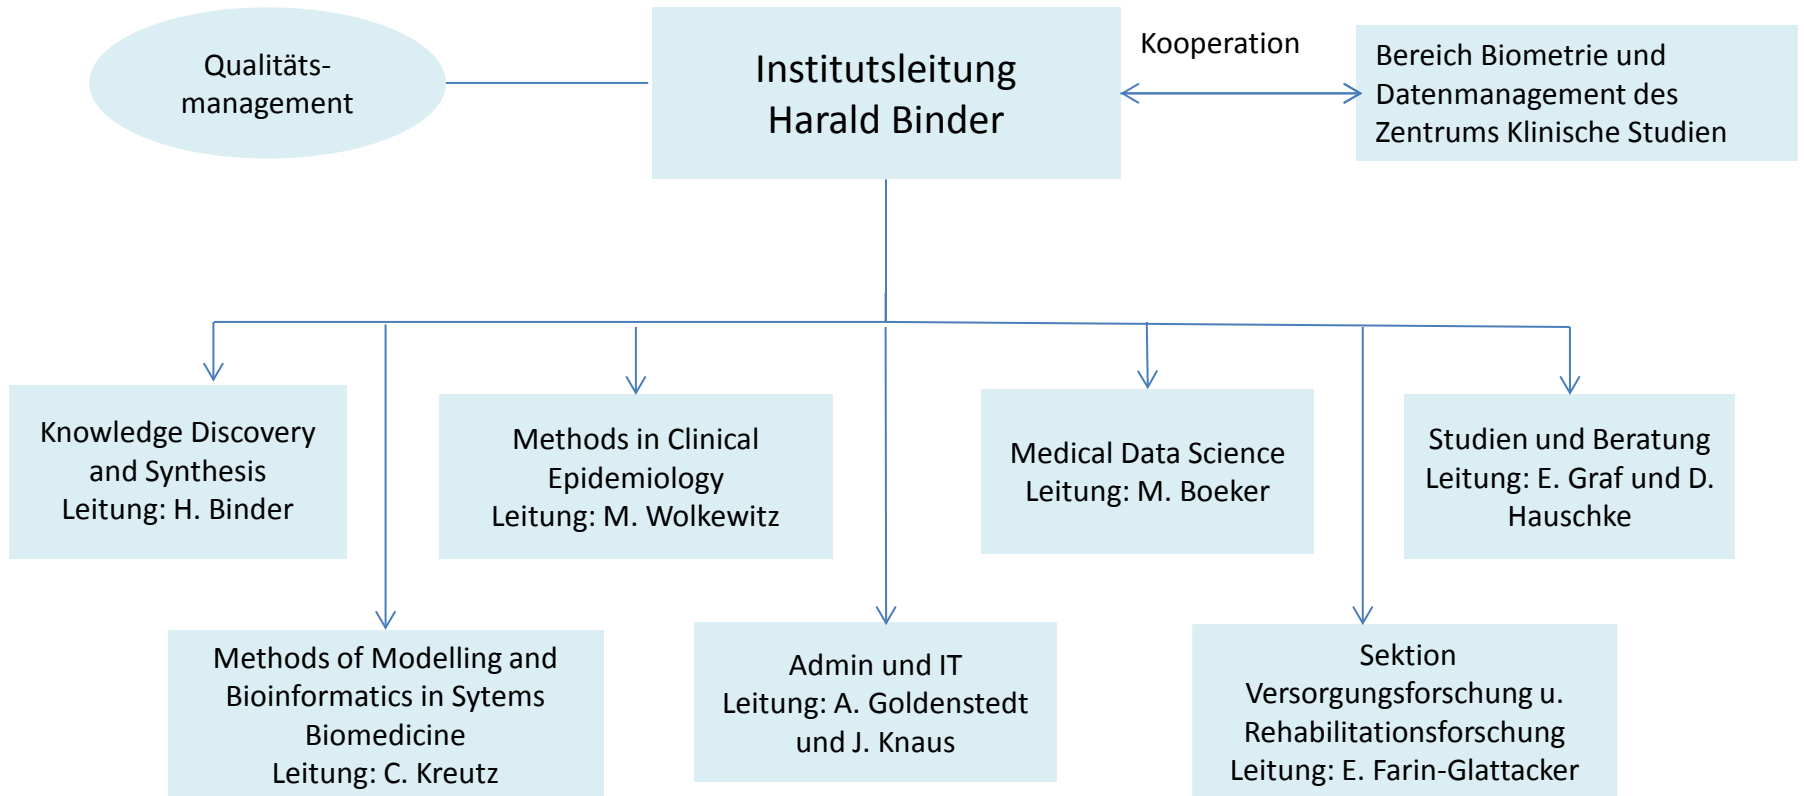 Qualitäts-
management
Institutsleitung
Harald Binder
Kooperation
Bereich Biometrie und
Datenmanagement des
Zentrums Klinische Studien
Knowledge Discovery
and Synthesis
Leitung: H. Binder
Methods in Clinical
Epidemiology
Leitung: M. Wolkewitz
Medical Data Science
Leitung: M. Boeker
Studien und Beratung
Leitung: E. Graf und D.
Hauschke
Methods of Modelling and
Bioinformatics in Sytems
Biomedicine
Leitung: C. Kreutz
Admin und IT
Leitung: A. Goldenstedt
und J. Knaus
Sektion
Versorgungsforschung u.
Rehabilitationsforschung
Leitung: E. Farin-Glattacker